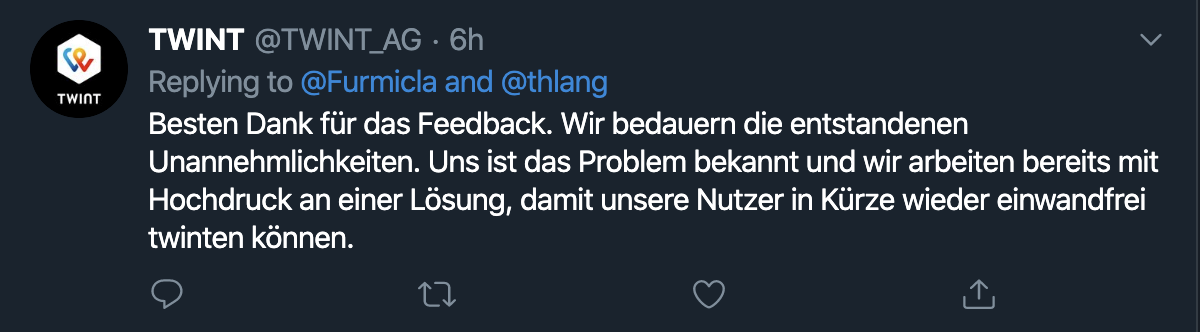 TWINT @TWINT_AG · 6h
TWINT
Replying to @Furmicla and @thlang
Besten Dank für das Feedback. Wir bedauern die entstandenen
Unannehmlichkeiten. Uns ist das Problem bekannt und wir arbeiten bereits mit
Hochdruck an einer Lösung, damit unsere Nutzer in Kürze wieder einwandfrei
twinten können.